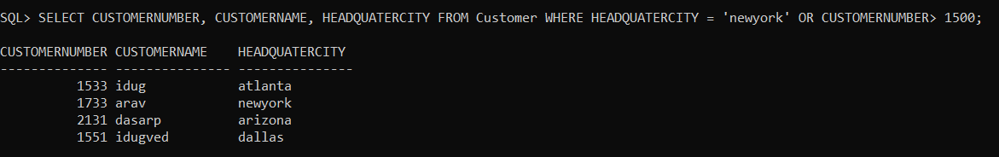 SQL> SELECT CUSTOMERNUMBER, CUSTOMERNAME, HEADQUATERCITY FROM Customer WHERE HEADQUATERCITY = 'newyork' OR CUSTOMERNUMBER> 1500;
CUSTOMERNUMBER CUSTOMERNAME    HEADQUATERCITY
-------------- --------------- ---------------
          1533 idug            atlanta
          1733 arav            newyork
          2131 dasarp          arizona
          1551 idugved         dallas